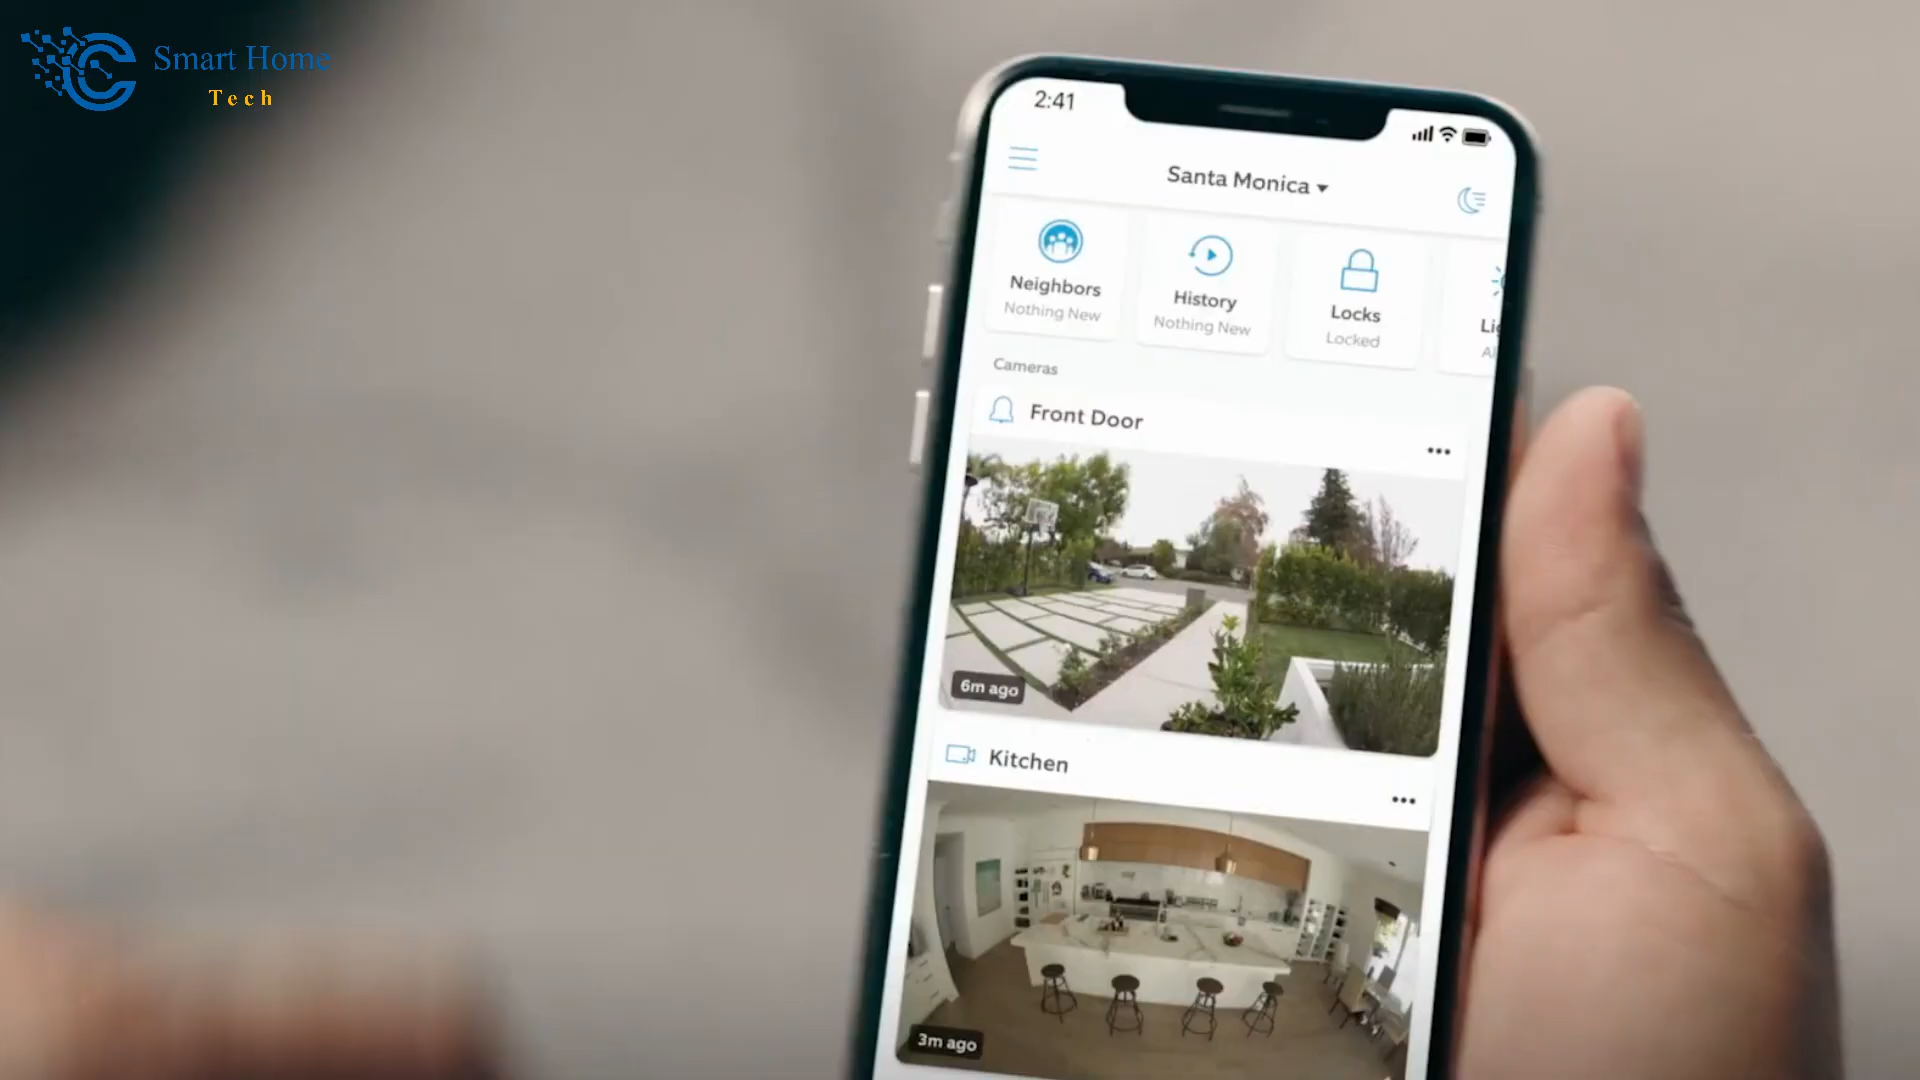 Smart Home
Tech
2:41
Santa Monica
Neighbors
Nothing New
History
Nothing New
Locks
Locked
Cameras
Front Door
6m ago
Kitchen
3m ago